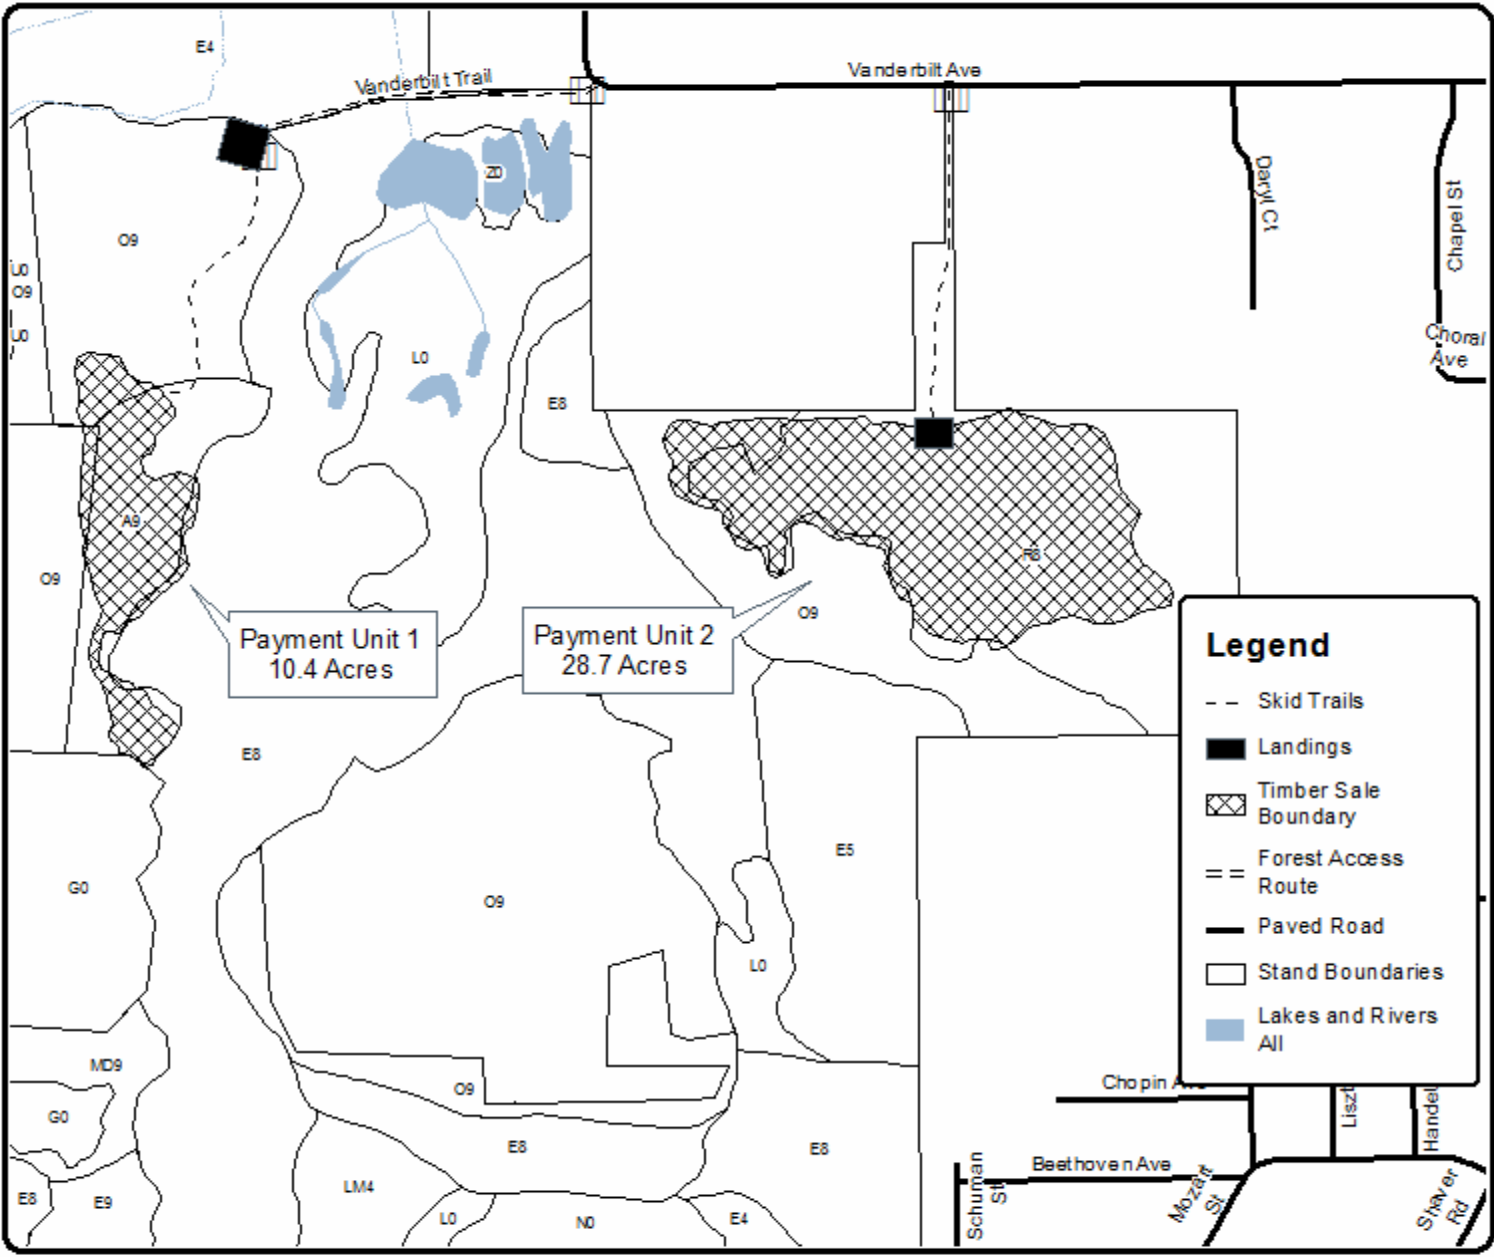 E4
Vanderbilt Trail
Vanderbilt Ave
Z0
Daryl Ct
Chapel St
O9
U0
O9
U0
L0
Choral
Ave
E8
A9
R8
O9
O9
Payment Unit 1
10.4 Acres
Payment Unit 2
28.7 Acres
E8
E5
G0
O9
L0
MD9
G0
O9
E8
E8
E8
E9
LM4
L0
N0
E4
Legend
Skid Trails
Landings
Timber Sale
Boundary
Forest Access
Route
Paved Road
Stand Boundaries
Lakes and Rivers
All
Chopin Ave
Liszt
Handel
Beethoven Ave
Schuman
St
Mozart
St
Shaver
Rd